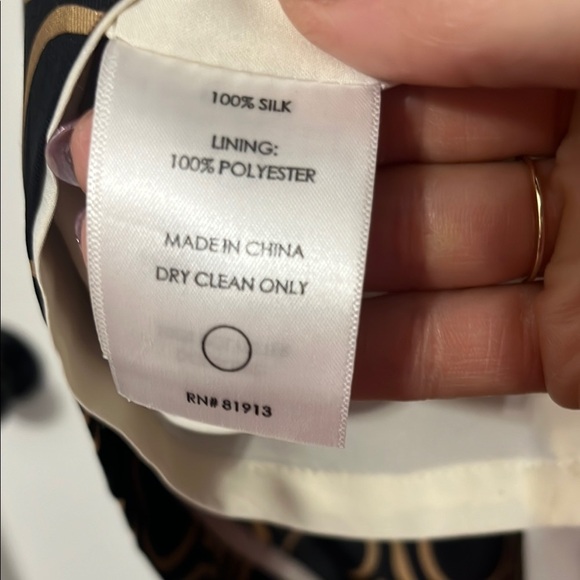 100% SILK
LINING:
100% POLYESTER
MADE IN CHINA
DRY CLEAN ONLY
RN# 81913